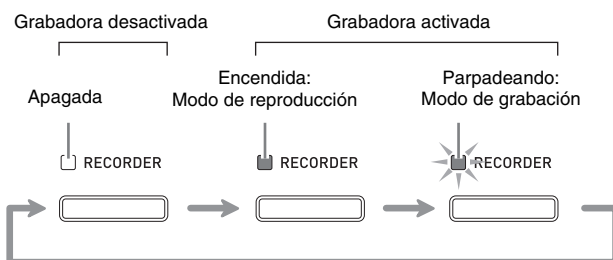 Grabadora desactivada
Grabadora activada
Apagada
Encendida:
Modo de reproducción
Parpadeando:
Modo de grabación
RECORDER
RECORDER
RECORDER